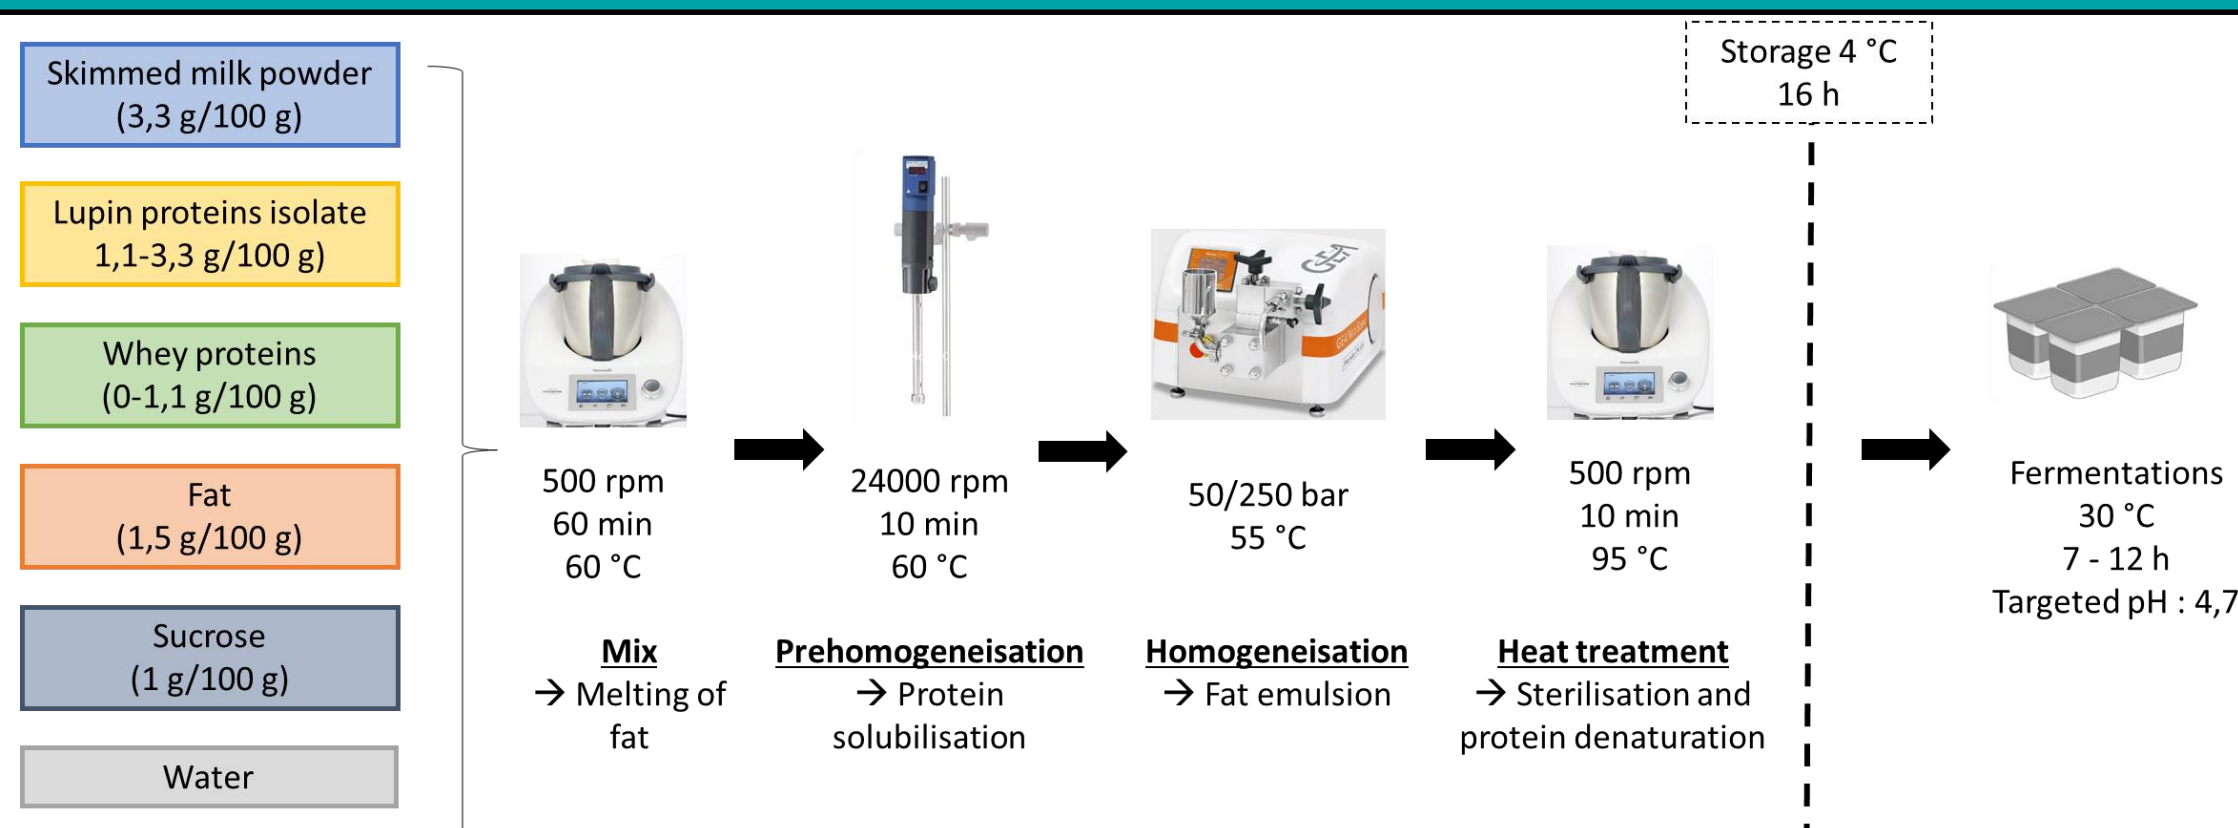 Skimmed milk powder
(3,3 g/100 g)
Lupin proteins isolate
1,1-3,3 g/100 g)
Whey proteins
(0-1,1 g/100 g)
Fat
(1,5 g/100 g)
Sucrose
(1 g/100 g)
Water
500 rpm
60 min
60 °C
Mix
→ Melting of
fat
24000 rpm
10 min
60 °C
Prehomogeneisation
→ Protein
solubilisation
GEA
50/250 bar
55 °C
Homogeneisation
→ Fat emulsion
500 rpm
10 min
95 °C
Heat treatment
→ Sterilisation and
protein denaturation
Storage 4 °C
16 h
Fermentations
30 °C
7 - 12 h
Targeted pH : 4,7